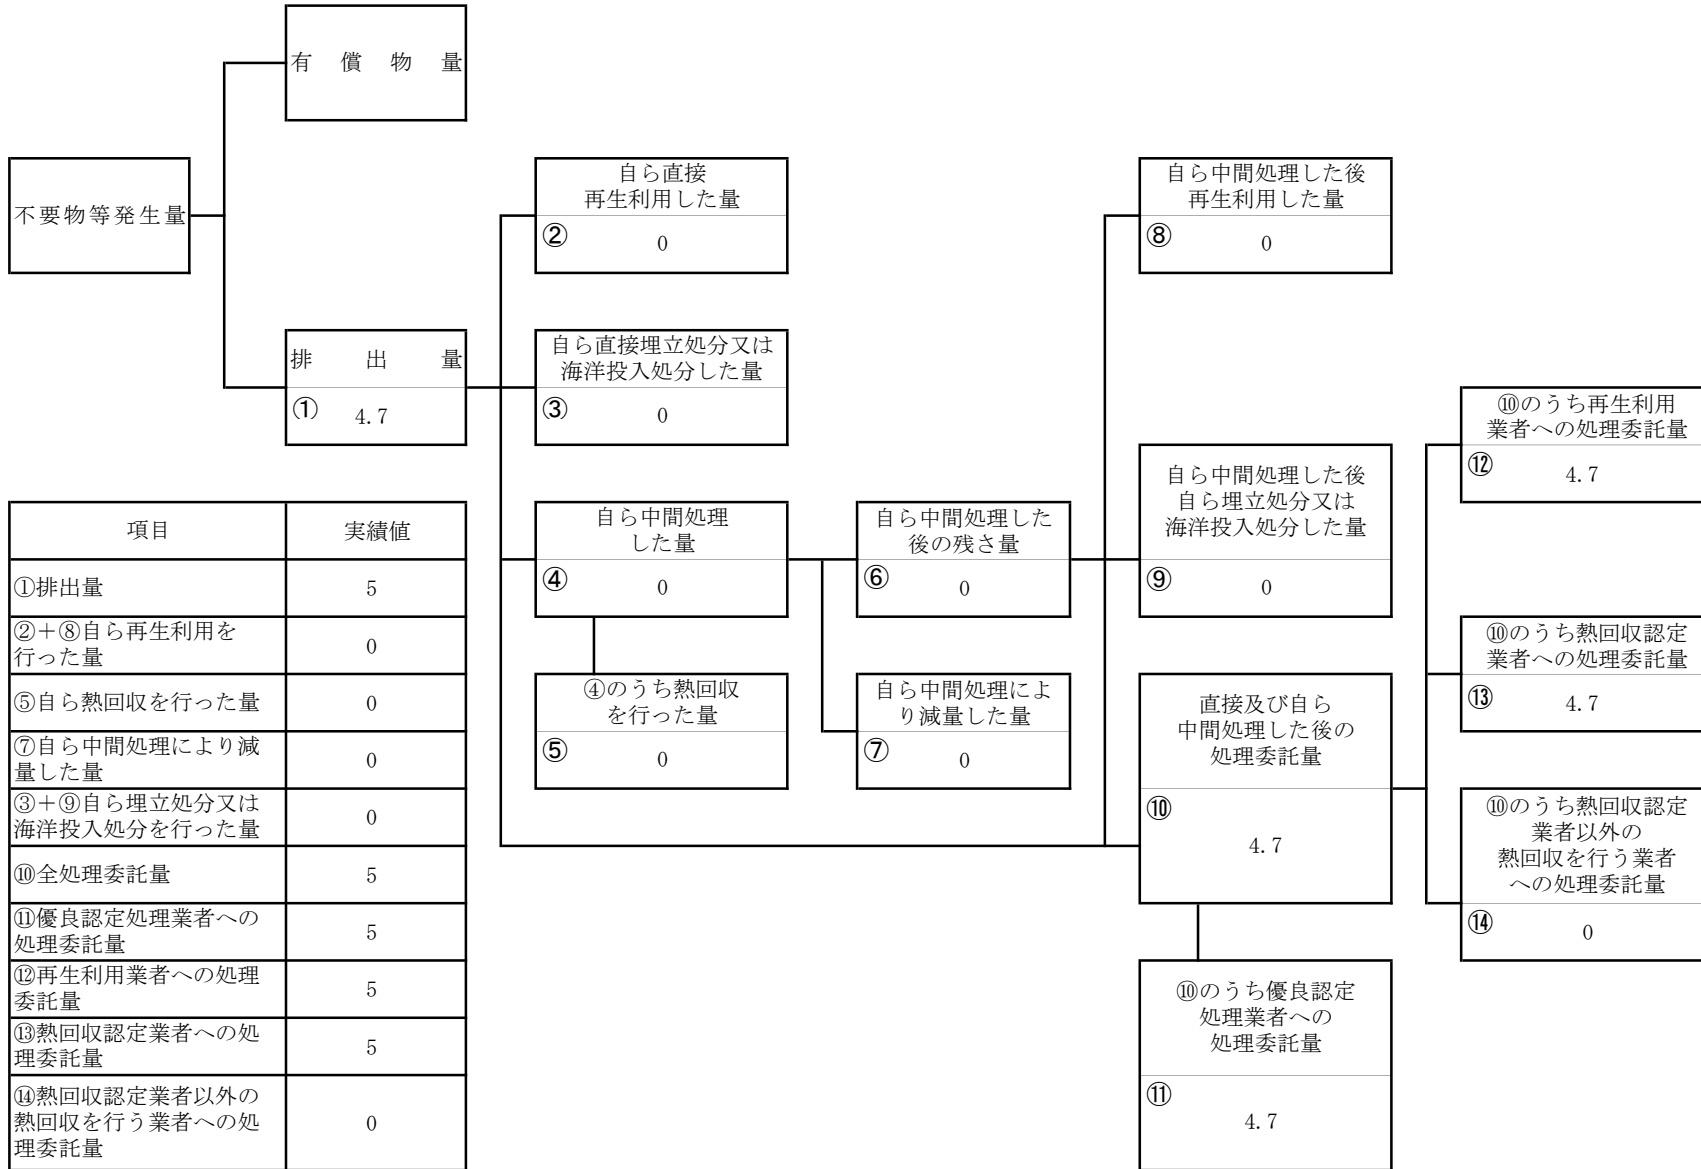 有償物量
不要物等発生量
排出量
① 4.7
自ら直接
再生利用した量
② 0
自ら直接埋立処分又は
海洋投入処分した量
③ 0
自ら中間処理
した量
④ 0
④のうち熱回収
を行った量
⑤ 0
自ら中間処理した
後の残さ量
⑥ 0
自ら中間処理によ
り減量した量
⑦ 0
自ら中間処理した後
再生利用した量
⑧ 0
自ら中間処理した後
自ら埋立処分又は
海洋投入処分した量
⑨ 0
直接及び自ら
中間処理した後の
処理委託量
⑩
4.7
⑩のうち優良認定
処理業者への
処理委託量
⑪
4.7
⑩のうち再生利用
業者への処理委託量
⑫ 4.7
⑩のうち熱回収認定
業者への処理委託量
⑬ 4.7
⑩のうち熱回収認定
業者以外の
熱回収を行う業者
への処理委託量
⑭ 0
項目 実績値
①排出量 5
②+⑧自ら再生利用を
行った量 0
⑤自ら熱回収を行った量 0
⑦自ら中間処理により減
量した量 0
③+⑨自ら埋立処分又は
海洋投入処分を行った量 0
⑩全処理委託量 5
⑪優良認定処理業者への
処理委託量 5
⑫再生利用業者への処理
委託量 5
⑬熱回収認定業者への処
理委託量 5
⑭熱回収認定業者以外の
熱回収を行う業者への処
理委託量 0